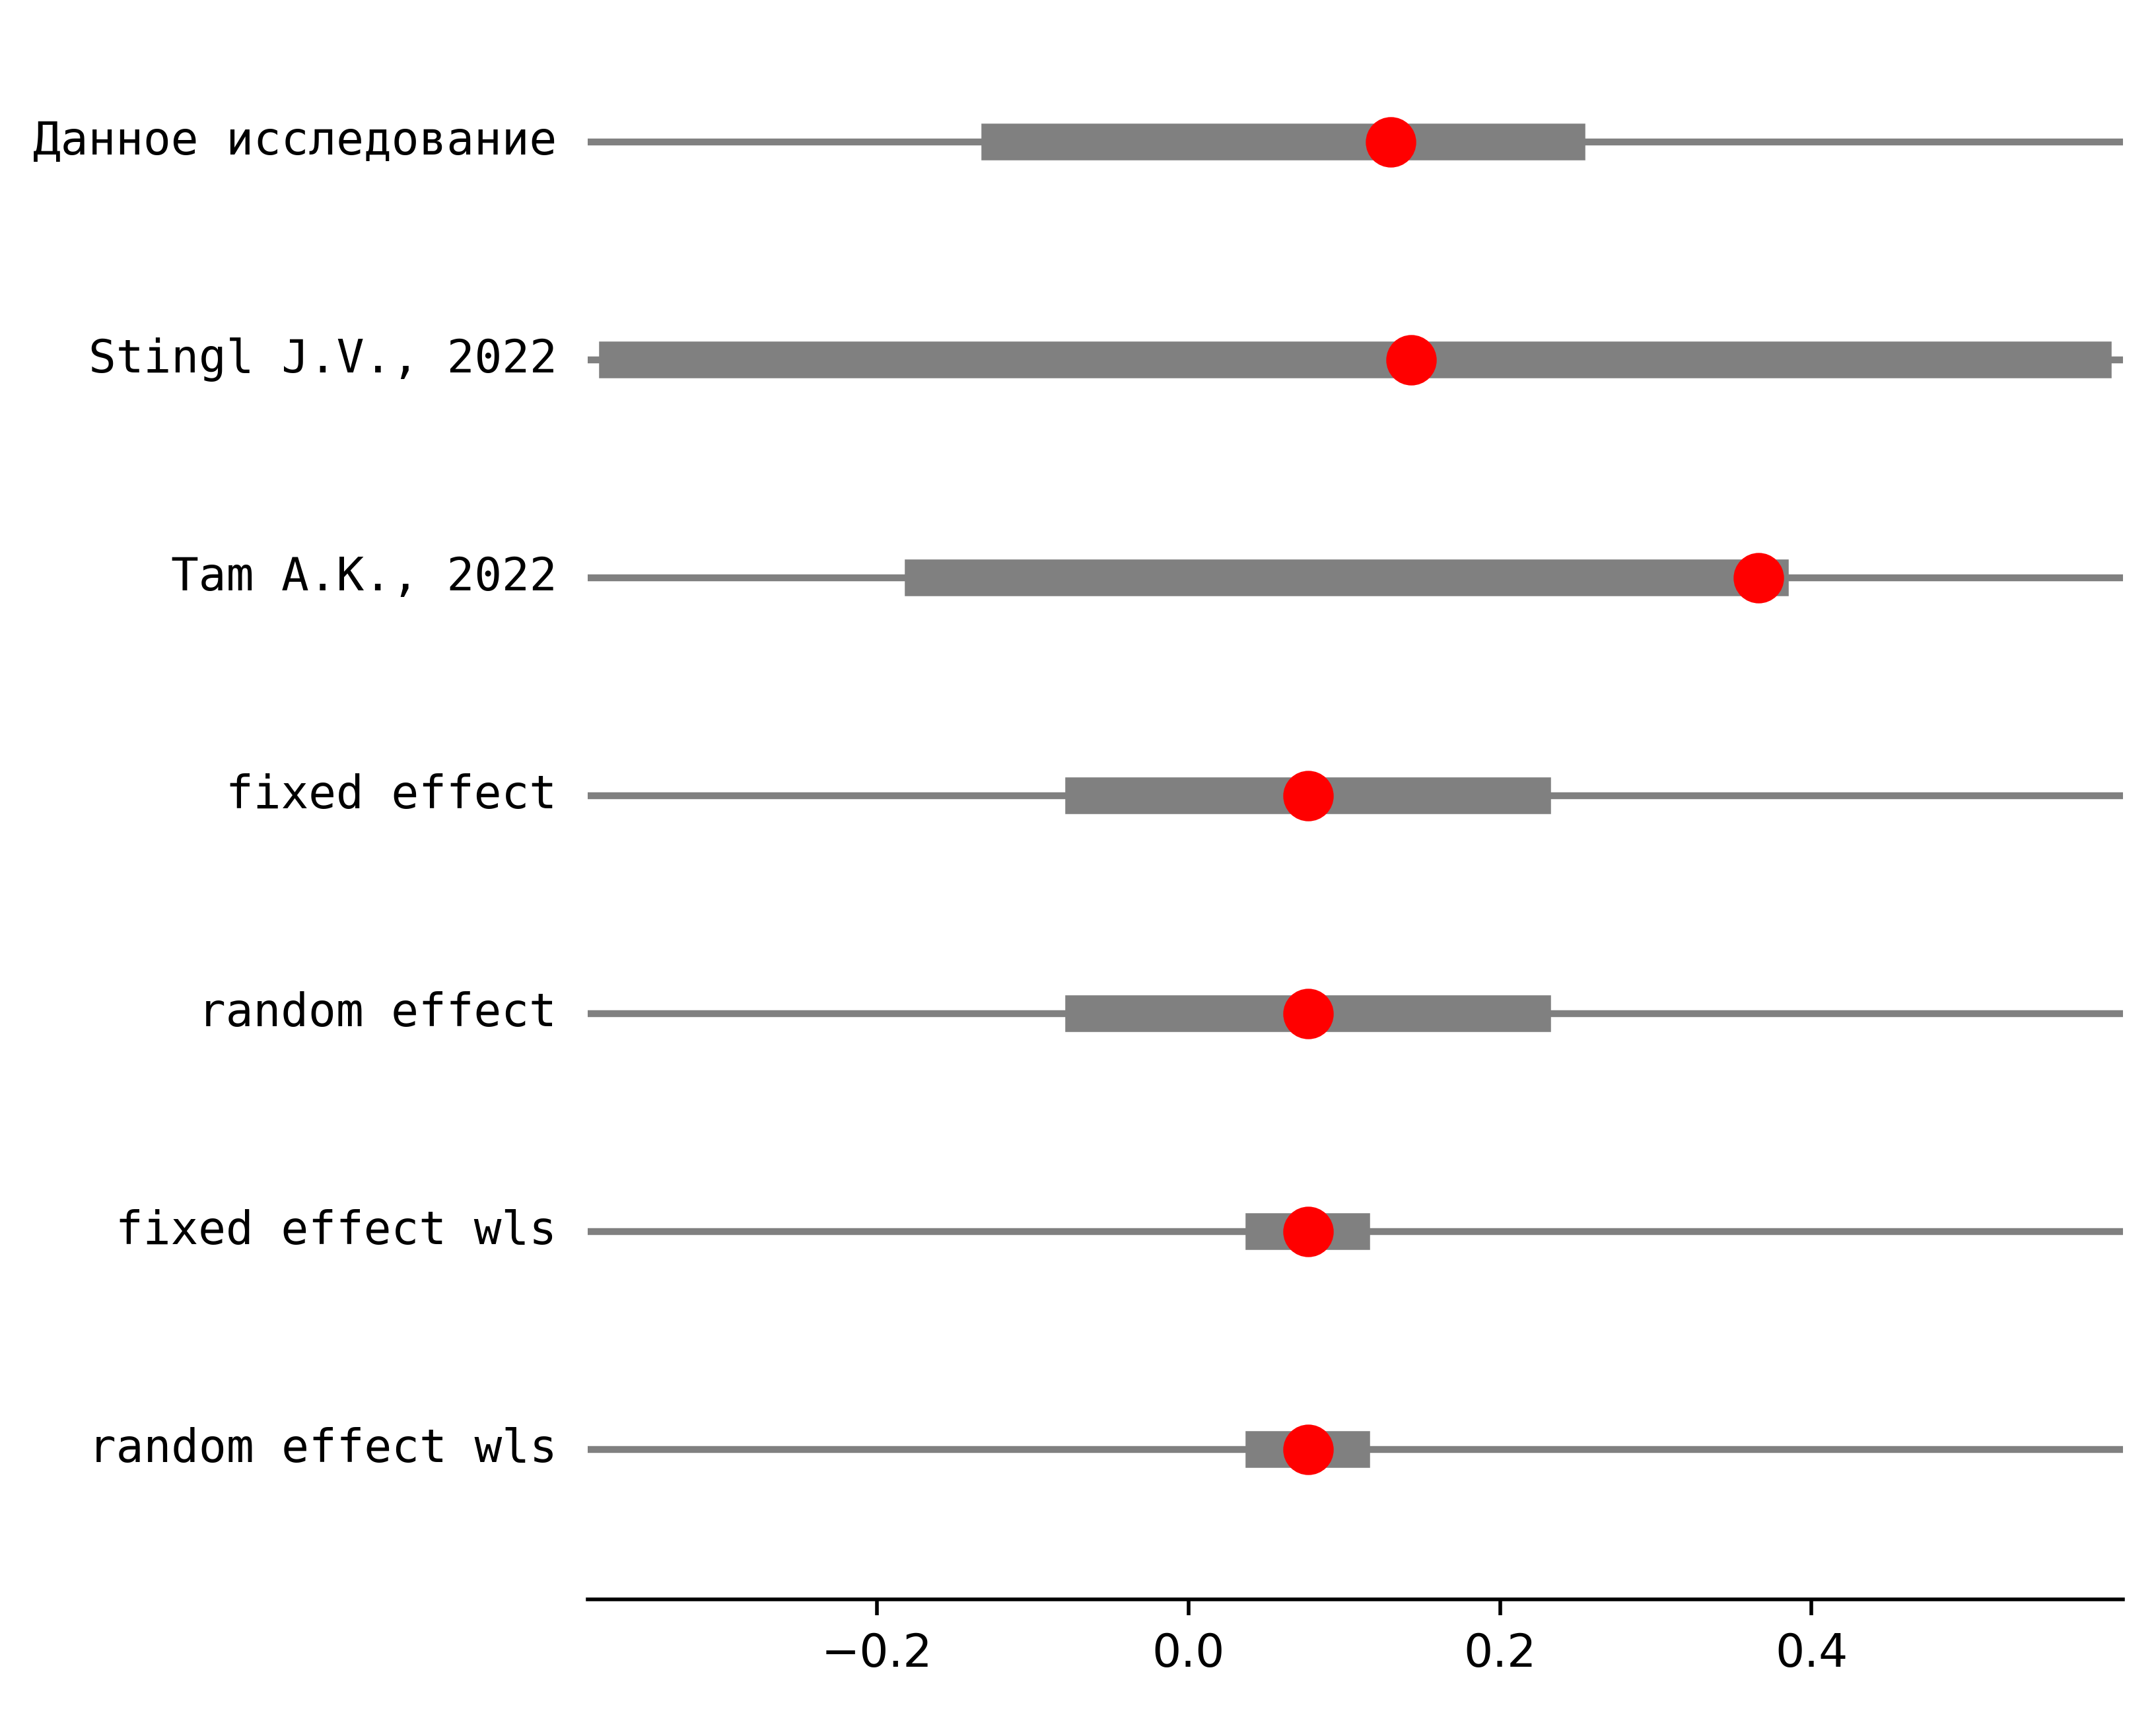 Данное исследование
Stingl J.V., 2022
Tam A.K., 2022
fixed effect
random effect
fixed effect wls
random effect wls
−0.2 0.0 0.2 0.4